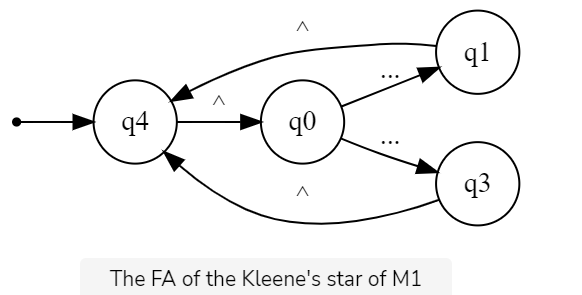 ^
q1
...
^
q4
q0
...
^
q3
The FA of the Kleene's star of M1